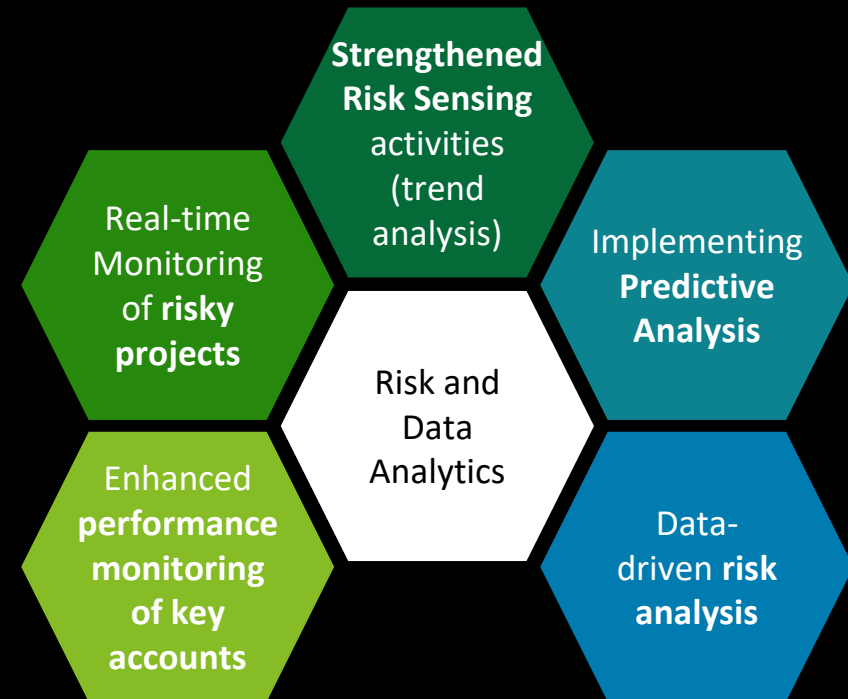 Strengthened
Risk Sensing
activities
(trend
analysis)
Real-time
Monitoring
of risky
projects
Implementing
Predictive
Analysis
Risk and
Data
Analytics
Enhanced
performance
monitoring
of key
accounts
Data-
driven risk
analysis